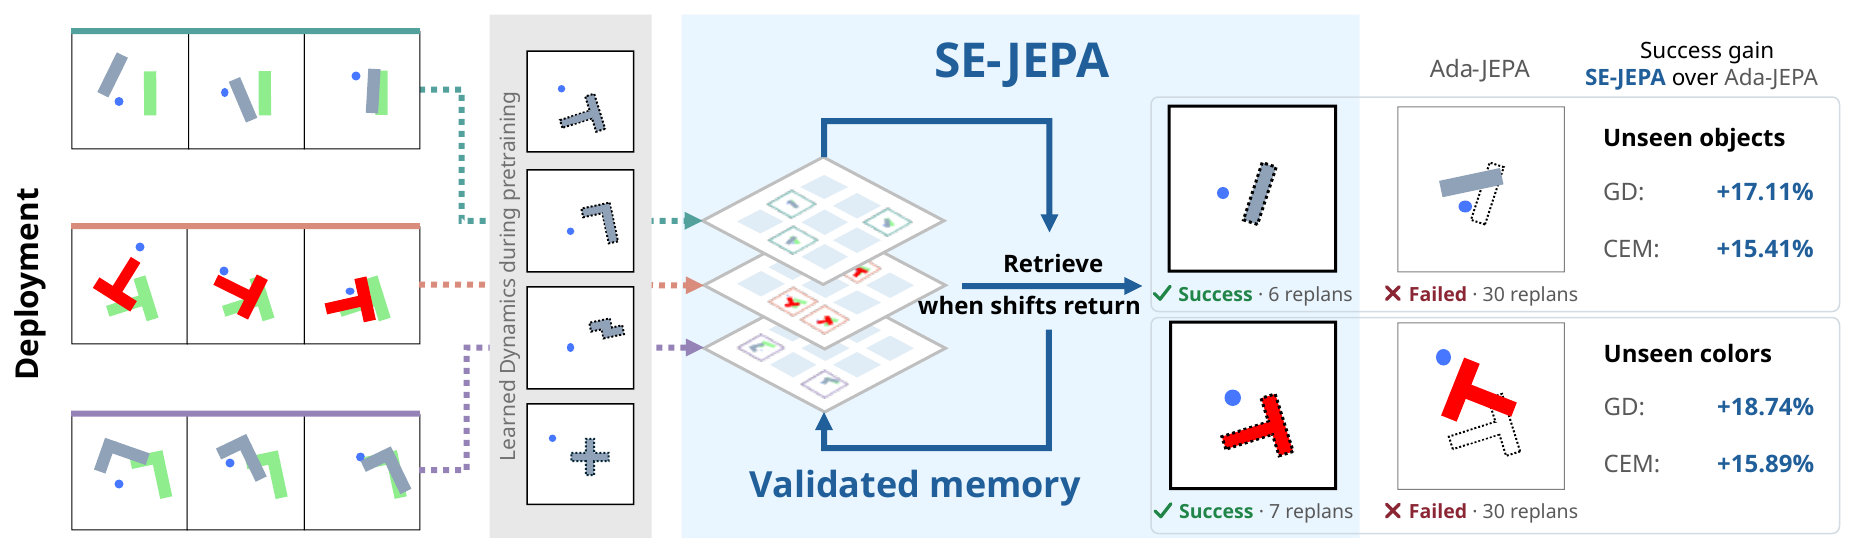 Deployment
Learned Dynamics during pretraining
SE-JEPA
Retrieve
when shifts return
Validated memory
Ada-JEPA
Success gain
SE-JEPA over Ada-JEPA
✓ Success · 6 replans
✗ Failed · 30 replans
Unseen objects
GD: +17.11%
CEM: +15.41%
✓ Success · 7 replans
✗ Failed · 30 replans
Unseen colors
GD: +18.74%
CEM: +15.89%